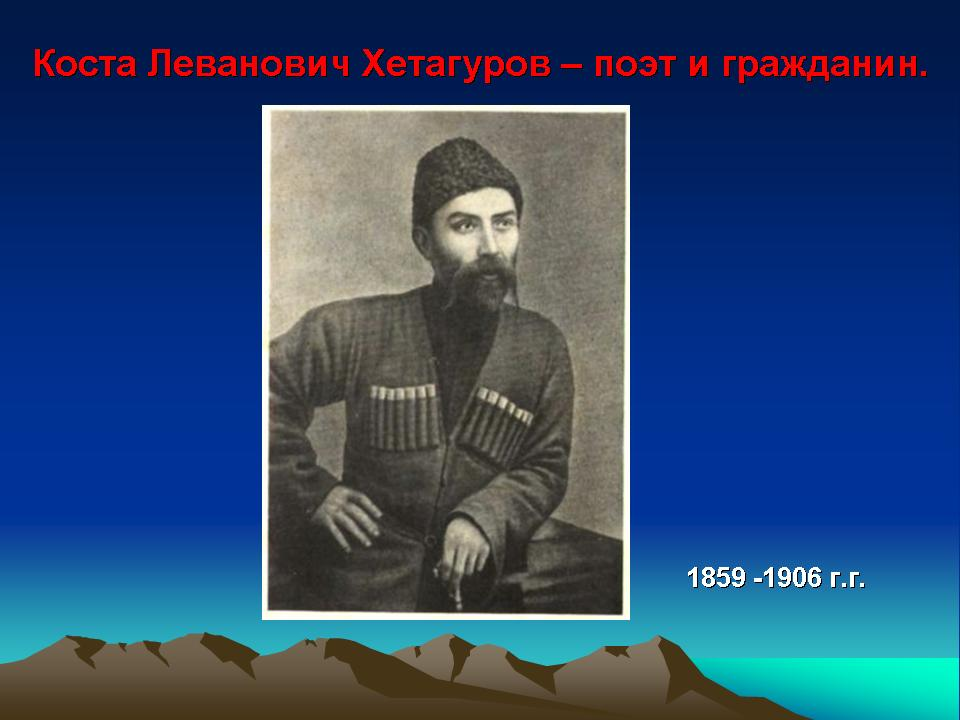 Коста Леванович Хетагуров – поэт и гражданин.
1859 -1906 г.г.